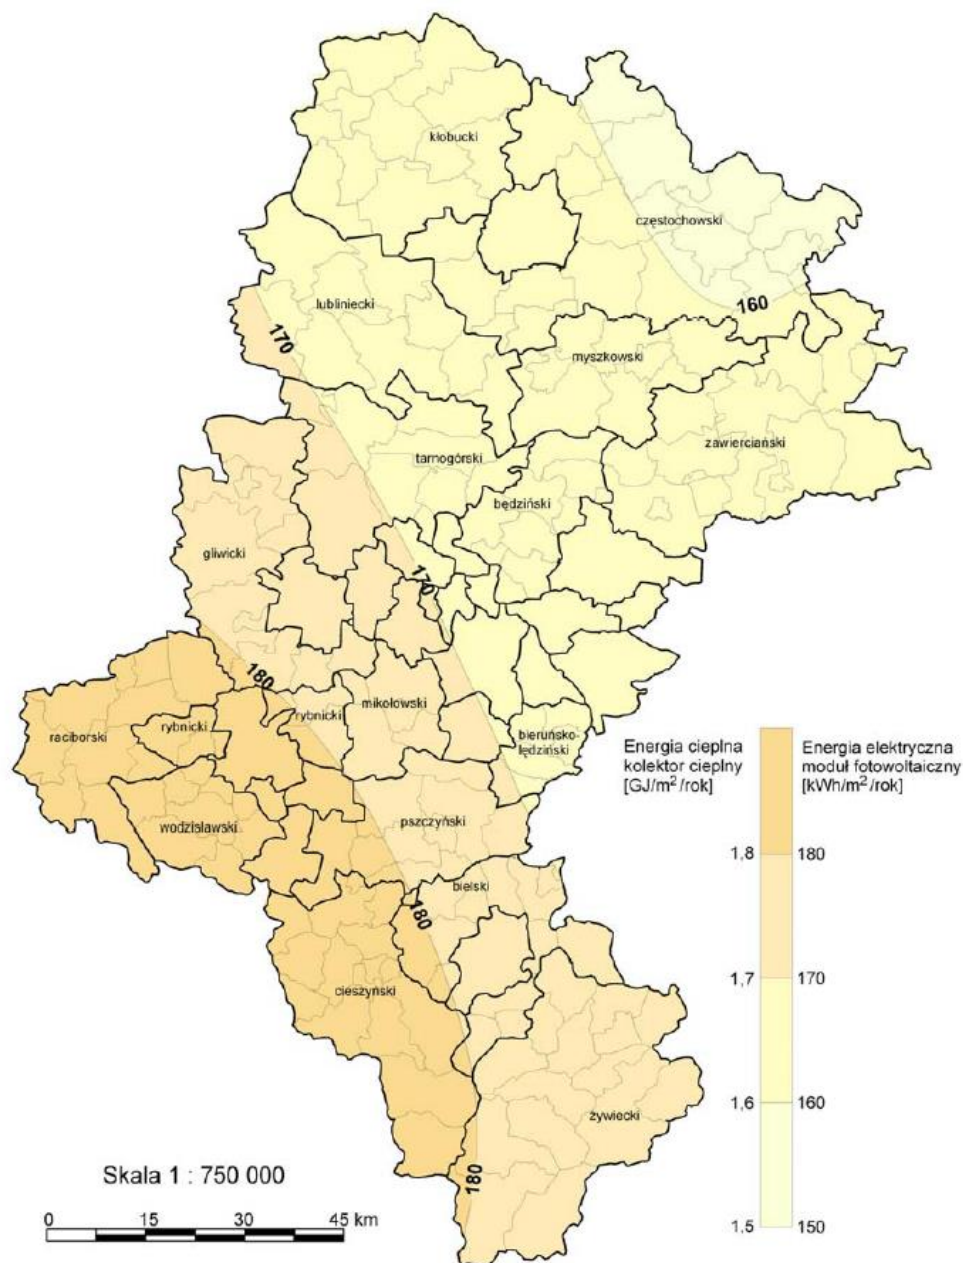 kłobucki
częstochowski
160
lubliniecki
170
myszkowski
zawierciański
tarnogórski
będziński
gliwicki
170
180
mikołowski
rybnicki
raciborski
rybnicki
bieruńsko-
lędziński
wodzisławski
pszczyński
bielski
180
cieszyński
żywiecki
180
Energia cieplna
kolektor cieplny
[GJ/m²/rok]
Energia elektryczna
moduł fotowoltaiczny
[kWh/m²/rok]
1,8 180
1,7 170
1,6 160
1,5 150
Skala 1 : 750 000
0 15 30 45 km